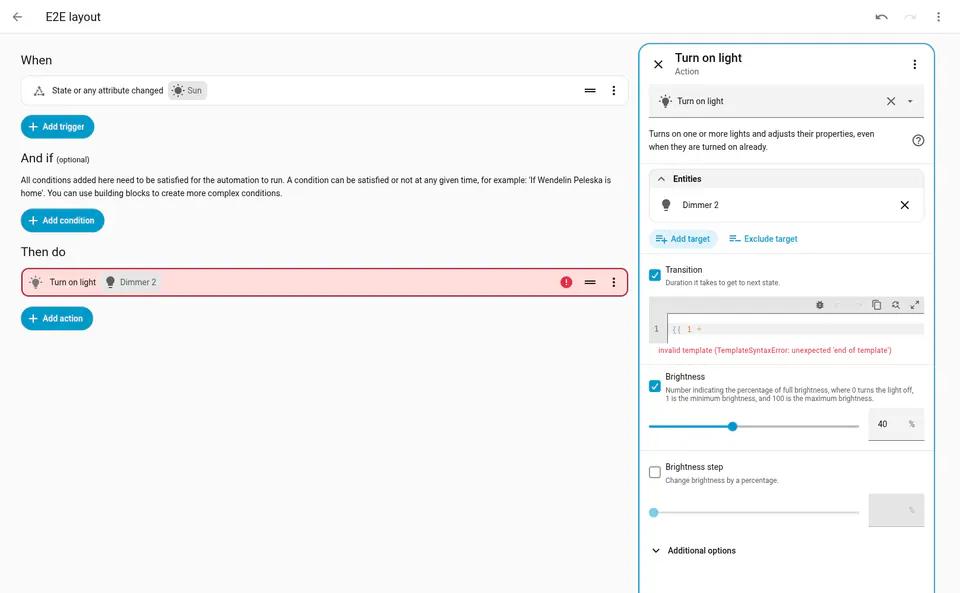 E2E layout
When
State or any attribute changed Sun
Add trigger
And if (optional)
All conditions added here need to be satisfied for the automation to run. A condition can be satisfied or not at any given time, for example: 'If Wendelin Peleska is
home'. You can use building blocks to create more complex conditions.
Add condition
Then do
Turn on light Dimmer 2
Add action
Turn on light
Action
Turn on light
Turns on one or more lights and adjusts their properties, even
when they are turned on already.
Entities
Dimmer 2
Add target Exclude target
Transition
Duration it takes to get to next state.
1 {{ 1 +
invalid template (TemplateSyntaxError: unexpected 'end of template')
Brightness
Number indicating the percentage of full brightness, where 0 turns the light off,
1 is the minimum brightness, and 100 is the maximum brightness.
40 %
Brightness step
Change brightness by a percentage.
%
Additional options